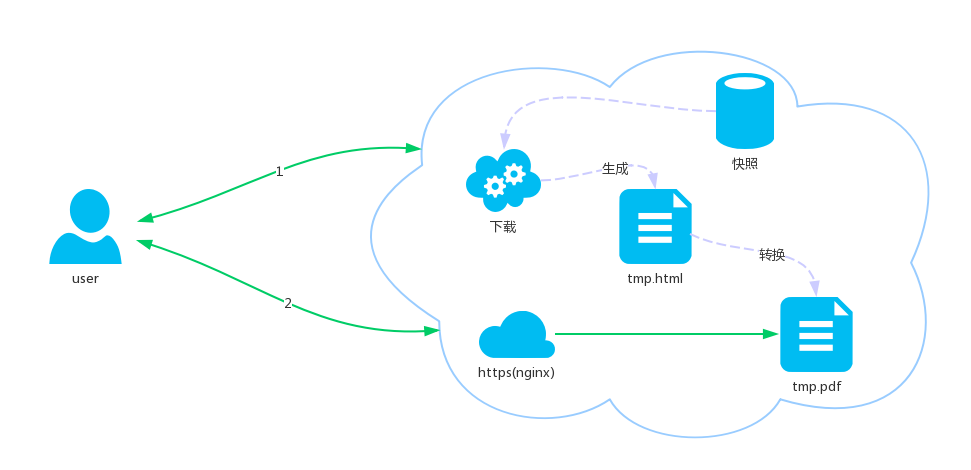 快照
1
生成
下载
转换
user
tmp.html
2
https(nginx)
tmp.pdf